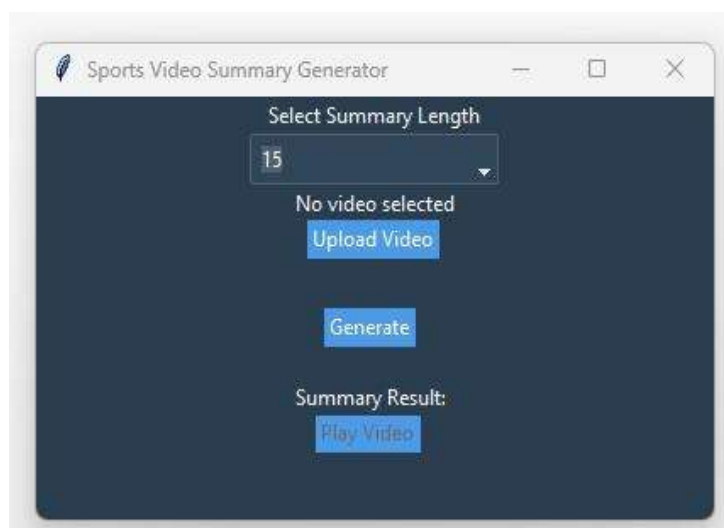 Sports Video Summary Generator
Select Summary Length
15
No video selected
Upload Video
Generate
Summary Result:
Play Video